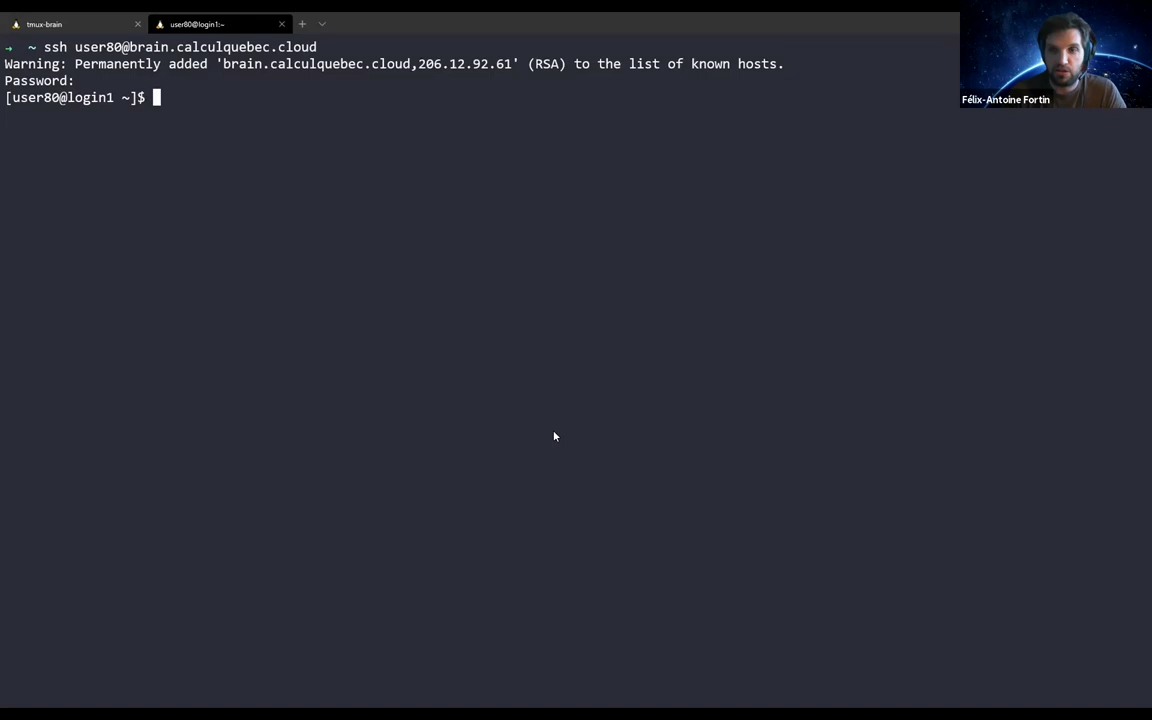 tmux-brain
user80@login1:~
→ ~ ssh user80@brain.calculquebec.cloud
Warning: Permanently added 'brain.calculquebec.cloud,206.12.92.61' (RSA) to the list of known hosts.
Password:
[user80@login1 ~]$
Félix-Antoine Fortin